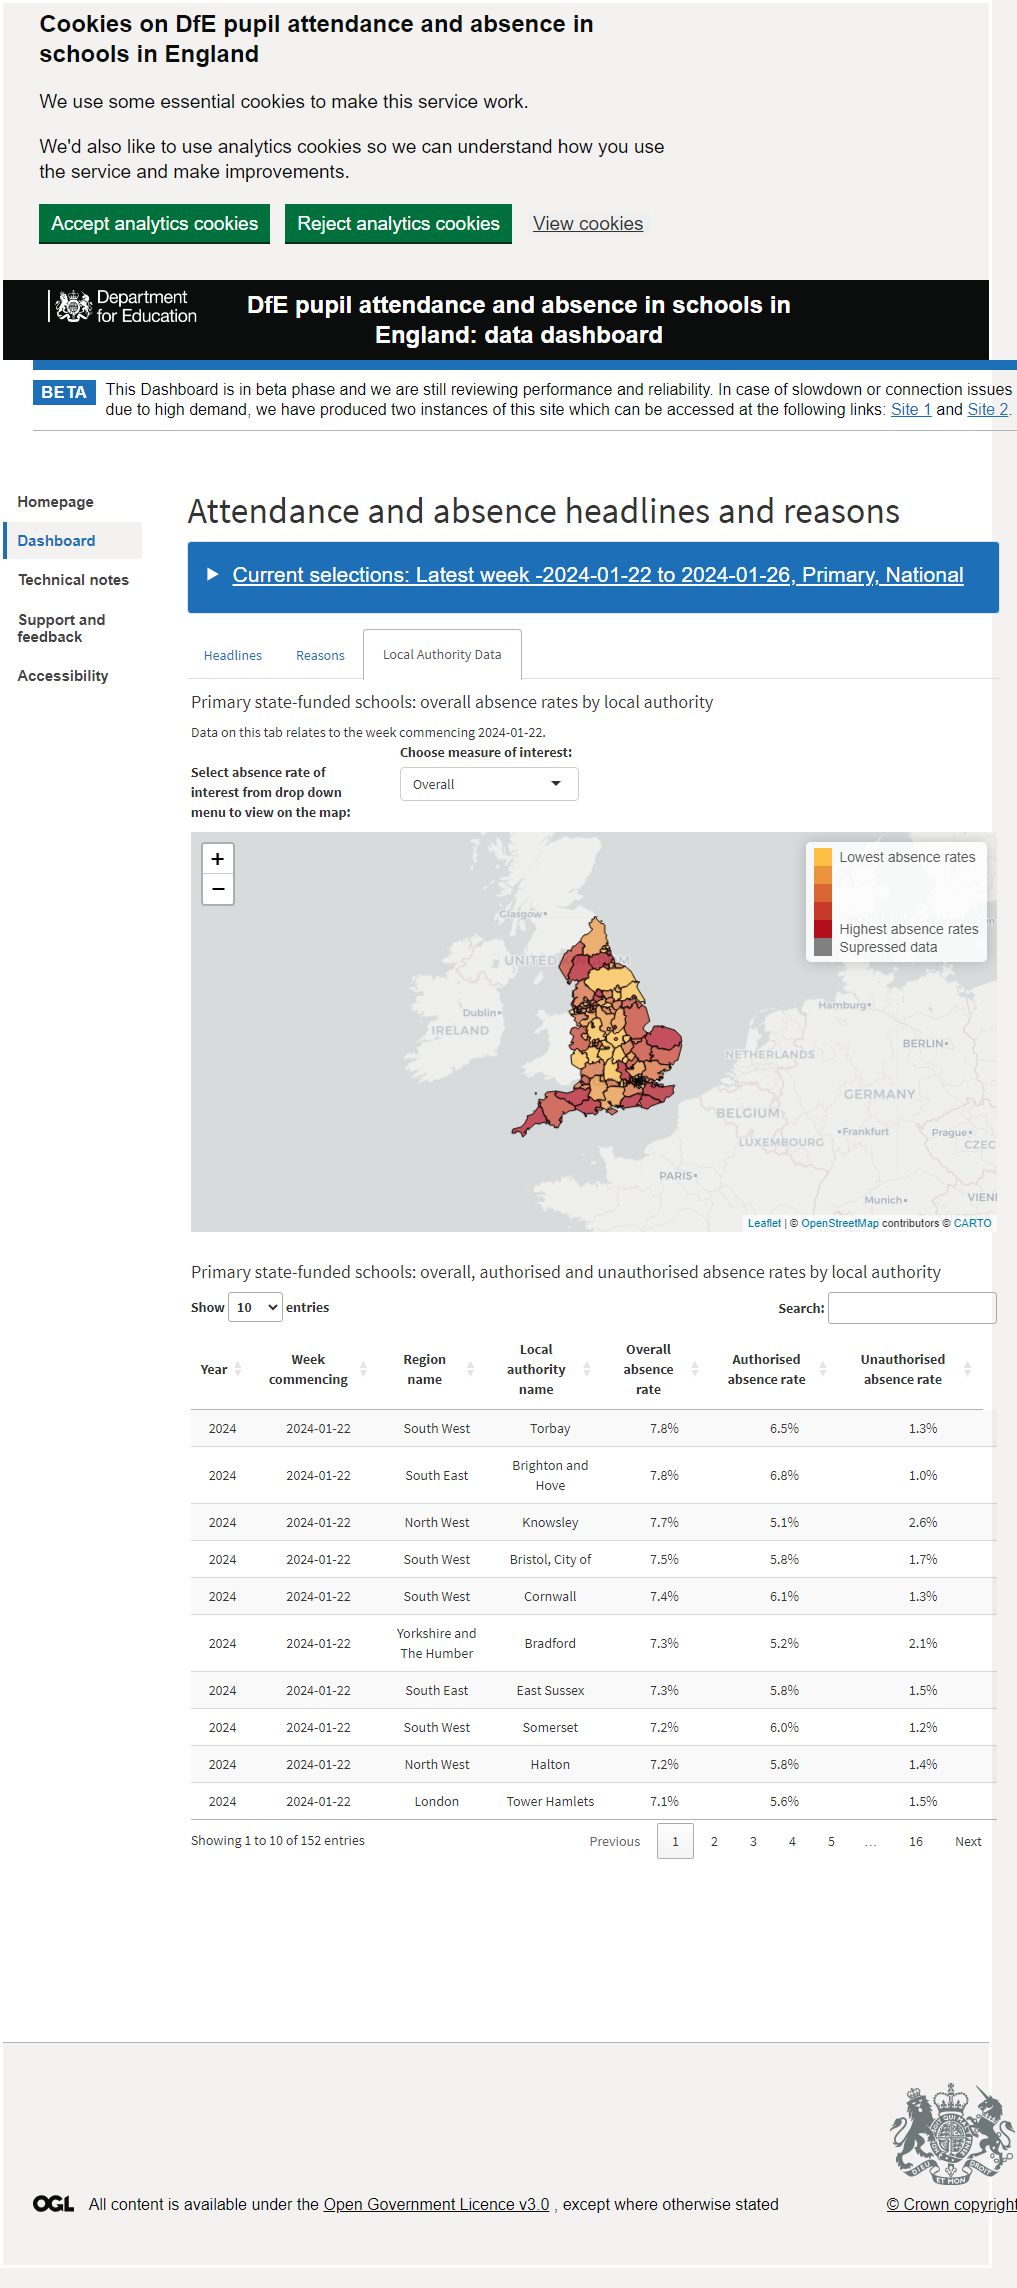 Cookies on DfE pupil attendance and absence in
schools in England
We use some essential cookies to make this service work.
We'd also like to use analytics cookies so we can understand how you use
the service and make improvements.
Accept analytics cookies
Reject analytics cookies
View cookies
Department
for Education
DfE pupil attendance and absence in schools in
England: data dashboard
BETA
This Dashboard is in beta phase and we are still reviewing performance and reliability. In case of slowdown or connection issues
due to high demand, we have produced two instances of this site which can be accessed at the following links: Site 1 and Site 2.
Homepage
Dashboard
Technical notes
Support and
feedback
Accessibility
Attendance and absence headlines and reasons
Current selections: Latest week -2024-01-22 to 2024-01-26, Primary, National
Headlines
Reasons
Local Authority Data
Primary state-funded schools: overall absence rates by local authority
Data on this tab relates to the week commencing 2024-01-22.
Select absence rate of
interest from drop down
menu to view on the map:
Choose measure of interest:
Overall
+
−
Lowest absence rates
Highest absence rates
Supressed data
Glasgow
UNITED
Dublin
IRELAND
Hamburg
BERLIN
NETHERLANDS
GERMANY
BELGIUM
Frankfurt
Prague
LUXEMBOURG
CZEC
PARIS
Munich
VIENI
Leaflet | © OpenStreetMap contributors © CARTO
Primary state-funded schools: overall, authorised and unauthorised absence rates by local authority
Show 10 entries
Search:
Year Week commencing Region name Local authority name Overall absence rate Authorised absence rate Unauthorised absence rate
2024 2024-01-22 South West Torbay 7.8% 6.5% 1.3%
2024 2024-01-22 South East Brighton and Hove 7.8% 6.8% 1.0%
2024 2024-01-22 North West Knowsley 7.7% 5.1% 2.6%
2024 2024-01-22 South West Bristol, City of 7.5% 5.8% 1.7%
2024 2024-01-22 South West Cornwall 7.4% 6.1% 1.3%
2024 2024-01-22 Yorkshire and The Humber Bradford 7.3% 5.2% 2.1%
2024 2024-01-22 South East East Sussex 7.3% 5.8% 1.5%
2024 2024-01-22 South West Somerset 7.2% 6.0% 1.2%
2024 2024-01-22 North West Halton 7.2% 5.8% 1.4%
2024 2024-01-22 London Tower Hamlets 7.1% 5.6% 1.5%
Showing 1 to 10 of 152 entries
Previous 1 2 3 4 5 … 16 Next
OGL All content is available under the Open Government Licence v3.0 , except where otherwise stated
© Crown copyright